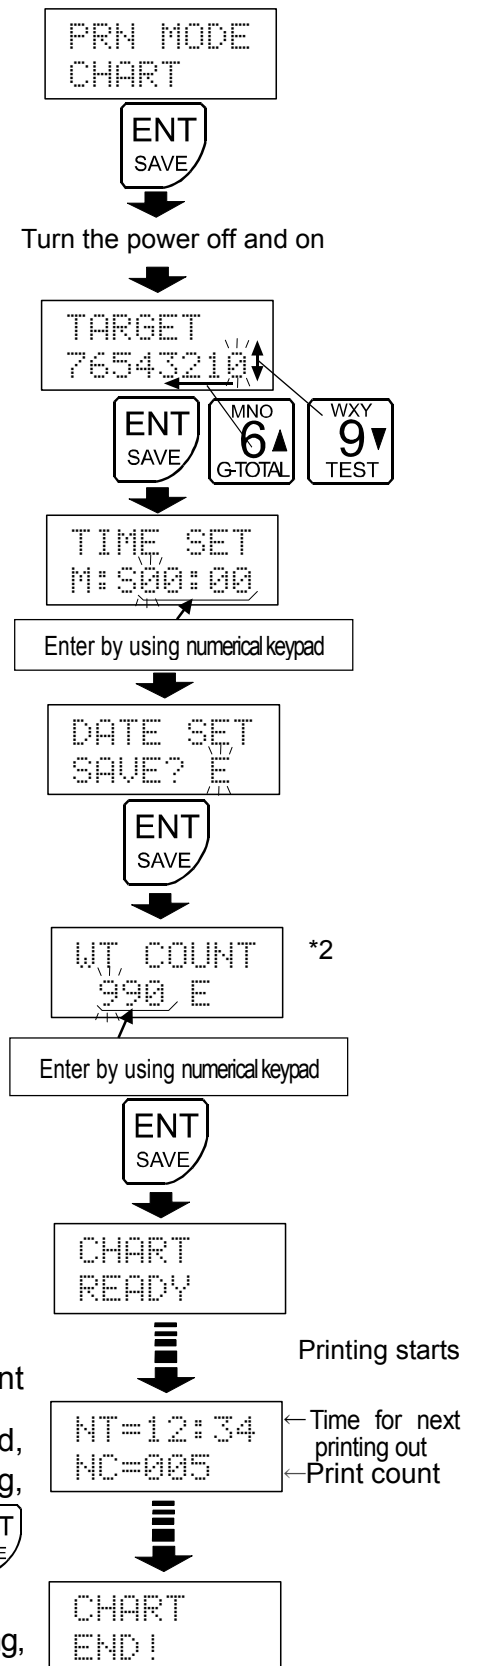 PRN MODE
CHART
ENT
SAVE
Turn the power off and on
TARGET
76543210
ENT
SAVE
MNO
6▲
G-TOTAL
WXY
9▼
TEST
TIME SET
M:S00:00
Enter by using numerical keypad
DATE SET
SAVE? E
ENT
SAVE
WT COUNT
990 E
*2
Enter by using numerical keypad
ENT
SAVE
CHART
READY
Printing starts
nt
NT=12:34
←Time for next
printing out
d,
NC=005
←Print count
g,
T
E
CHART
END!
g,